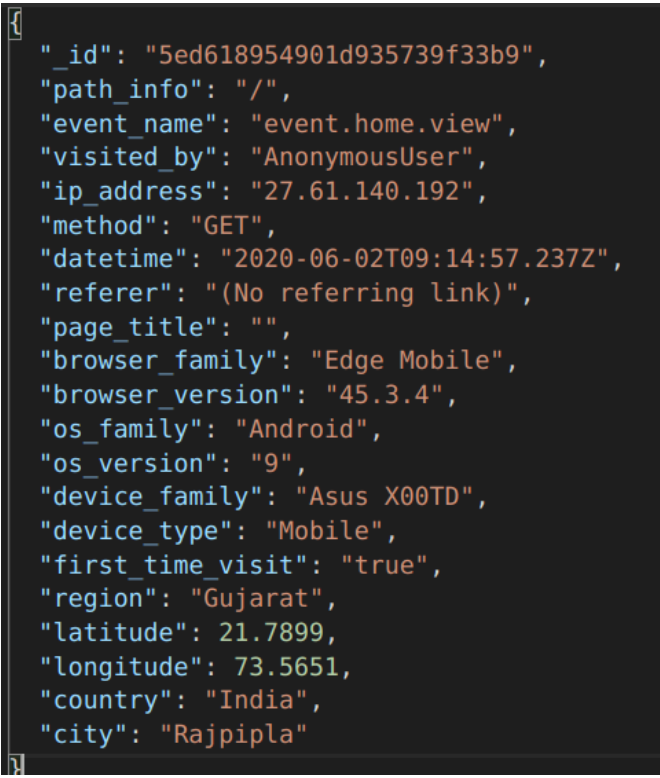 {
"_id": "5ed618954901d935739f33b9",
"path_info": "/",
"event_name": "event.home.view",
"visited_by": "AnonymousUser",
"ip_address": "27.61.140.192",
"method": "GET",
"datetime": "2020-06-02T09:14:57.237Z",
"referer": "(No referring link)",
"page_title": "",
"browser_family": "Edge Mobile",
"browser_version": "45.3.4",
"os_family": "Android",
"os_version": "9",
"device_family": "Asus X00TD",
"device_type": "Mobile",
"first_time_visit": "true",
"region": "Gujarat",
"latitude": 21.7899,
"longitude": 73.5651,
"country": "India",
"city": "Rajpipla"
}